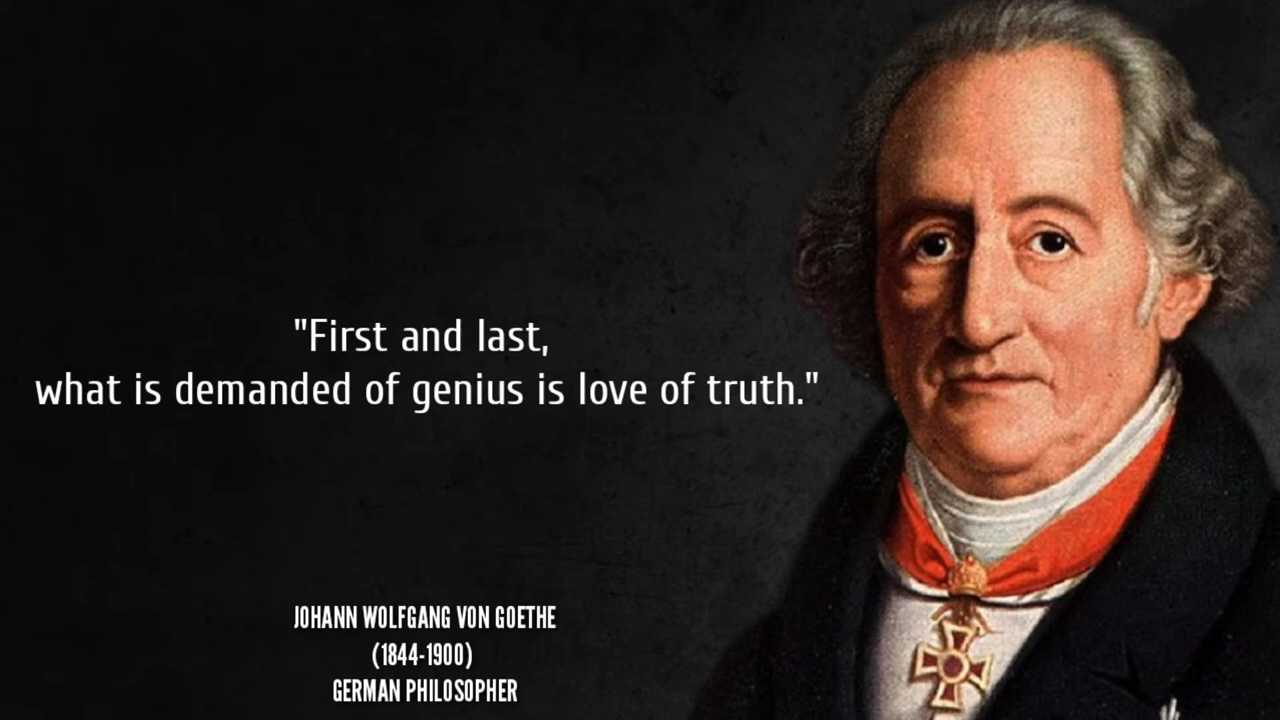 "First and last,
what is demanded of genius is love of truth."
JOHANN WOLFGANG VON GOETHE
(1844-1900)
GERMAN PHILOSOPHER